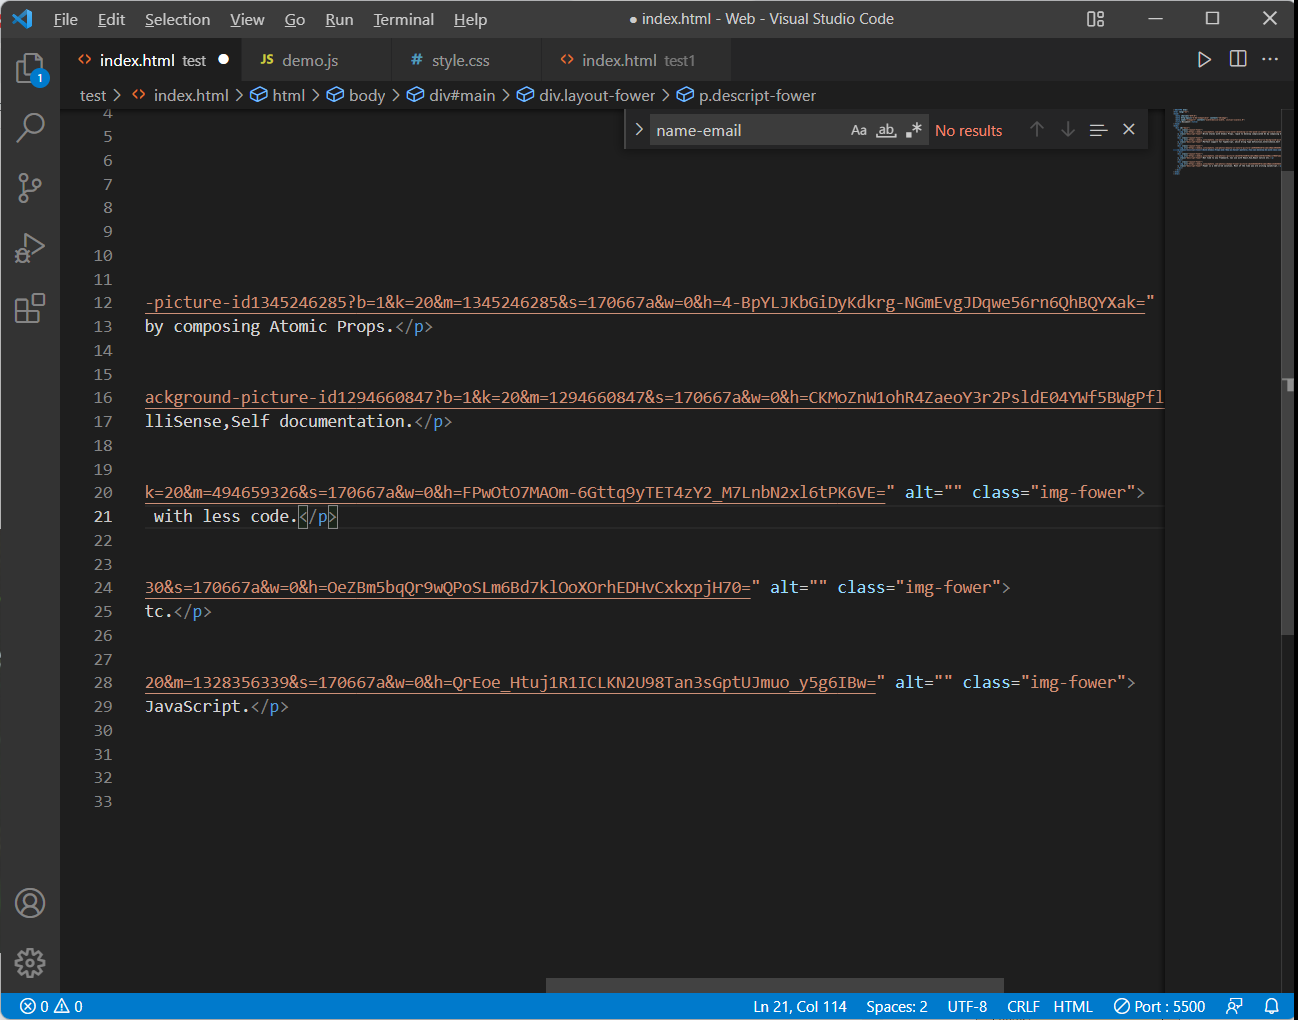 File Edit Selection View Go Run Terminal Help ● index.html - Web - Visual Studio Code
1
<> index.html test ● JS demo.js # style.css <> index.html test1
test > <> index.html > html > body > div#main > div.layout-fower > p.descript-fower
name-email Aa ab .* No results
4
5
6
7
8
9
10
11
12 -picture-id1345246285?b=1&k=20&m=1345246285&s=170667a&w=0&h=4-BpYLJKbGiDyKdkrg-NGmEvgJDqwe56rn6QhBQYXak="
13 by composing Atomic Props.</p>
14
15
16 ackground-picture-id1294660847?b=1&k=20&m=1294660847&s=170667a&w=0&h=CKMoZnW1ohR4ZaeoY3r2PsldE04YWf5BWgPfl
17 lliSense,Self documentation.</p>
18
19
20 k=20&m=494659326&s=170667a&w=0&h=FPwOtO7MAOm-6Gttq9yTET4zY2_M7LnbN2xl6tPK6VE=" alt="" class="img-fower">
21 with less code.</p>
22
23
24 30&s=170667a&w=0&h=OeZBm5bqQr9wQPoSLm6Bd7klOoXOrhEDHvCxkxpjH70=" alt="" class="img-fower">
25 tc.</p>
26
27
28 20&m=1328356339&s=170667a&w=0&h=QrEoe_Htuj1R1ICLKN2U98Tan3sGptUJmuo_y5g6IBw=" alt="" class="img-fower">
29 JavaScript.</p>
30
31
32
33
0 0 Ln 21, Col 114 Spaces: 2 UTF-8 CRLF HTML Port : 5500